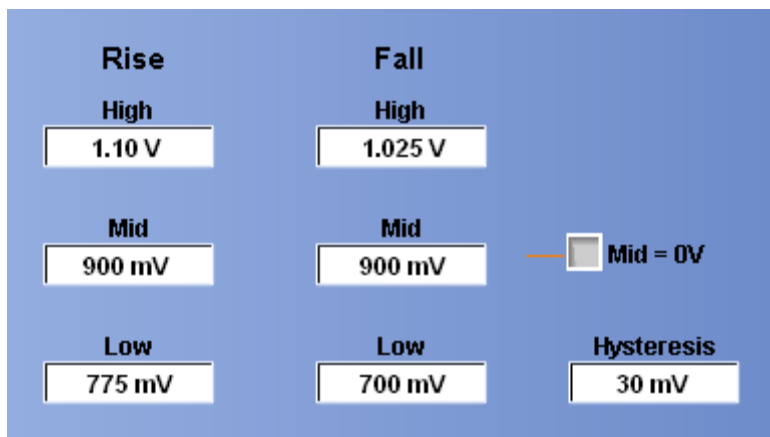 Rise Fall
High High
1.10 V 1.025 V
Mid Mid
900 mV 900 mV Mid = 0V
Low Low Hysteresis
775 mV 700 mV 30 mV